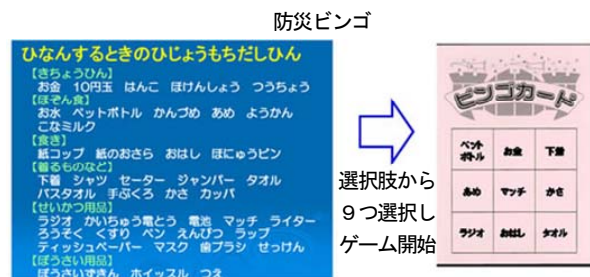 防災ビンゴ
ひなんするときのひじょうもちだしひん
【きちょうひん】
お金 10円玉 はんこ ほけんしょう つうちょう
【ほぞん食】
お水 ペットボトル かんづめ あめ ようかん
こなミルク
【食き】
紙コップ 紙のおさら おはし ほにゅうビン
【着るものなど】
下着 シャツ セーター ジャンパー タオル
バスタオル 手ぶくろ かさ カッパ
【せいかつ用品】
ラジオ かいちゅう電とう 電池 マッチ ライター
ろうそく くすり ペン えんぴつ ラップ
ティッシュペーパー マスク 歯ブラシ せっけん
【ぼうさい用品】
ぼうさいずきん ホイッスル つえ
選択肢から
９つ選択し
ゲーム開始
ビンゴカード
ペット
ボトル お金 下着
あめ マッチ かさ
ラジオ おはし タオル